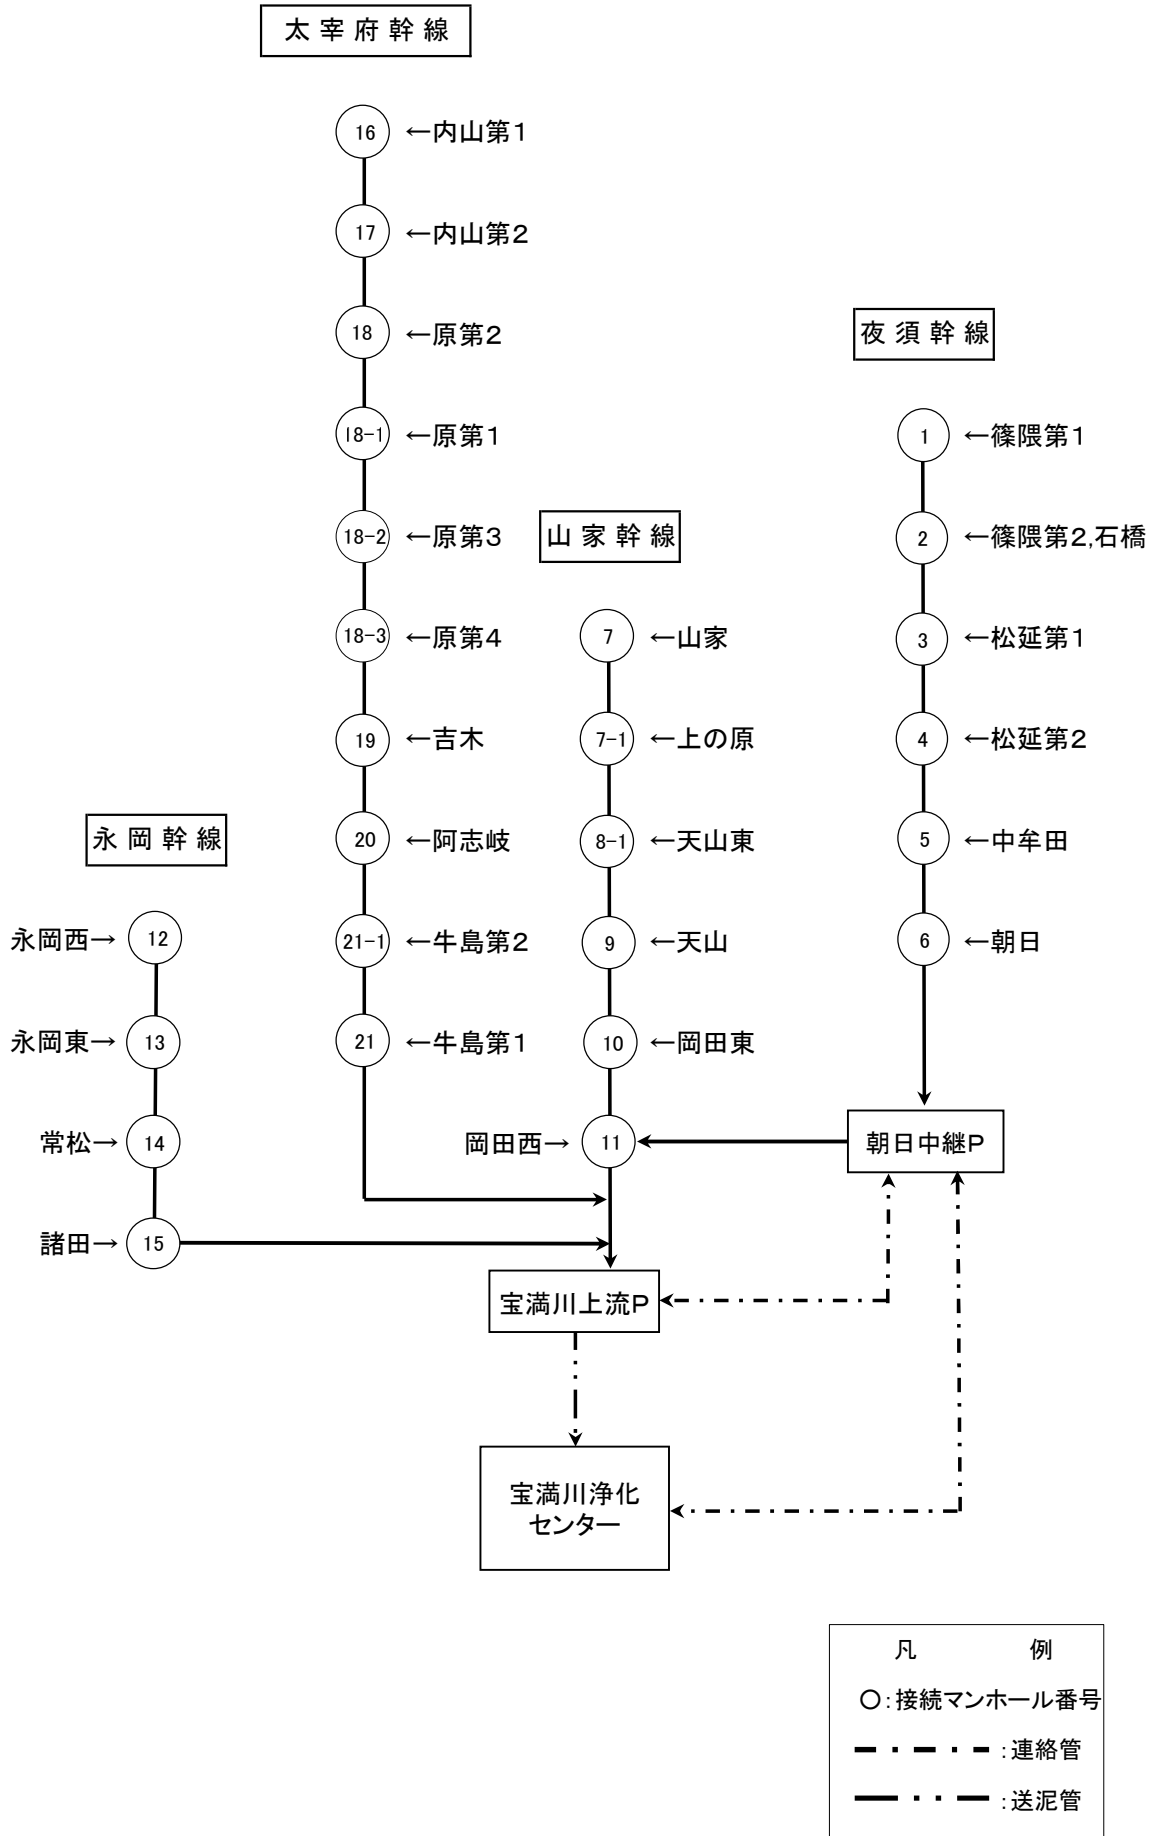 太宰府幹線
16 ←内山第1
17 ←内山第2
18 ←原第2
18-1 ←原第1
18-2 ←原第3
18-3 ←原第4
19 ←吉木
20 ←阿志岐
21-1 ←牛島第2
21 ←牛島第1
夜須幹線
1 ←篠隈第1
2 ←篠隈第2,石橋
3 ←松延第1
4 ←松延第2
5 ←中牟田
6 ←朝日
山家幹線
7 ←山家
7-1 ←上の原
8-1 ←天山東
9 ←天山
10 ←岡田東
岡田西→ 11
永岡幹線
永岡西→ 12
永岡東→ 13
常松→ 14
諸田→ 15
朝日中継P
宝満川上流P
宝満川浄化
センター
凡 例
○:接続マンホール番号
:連絡管
:送泥管